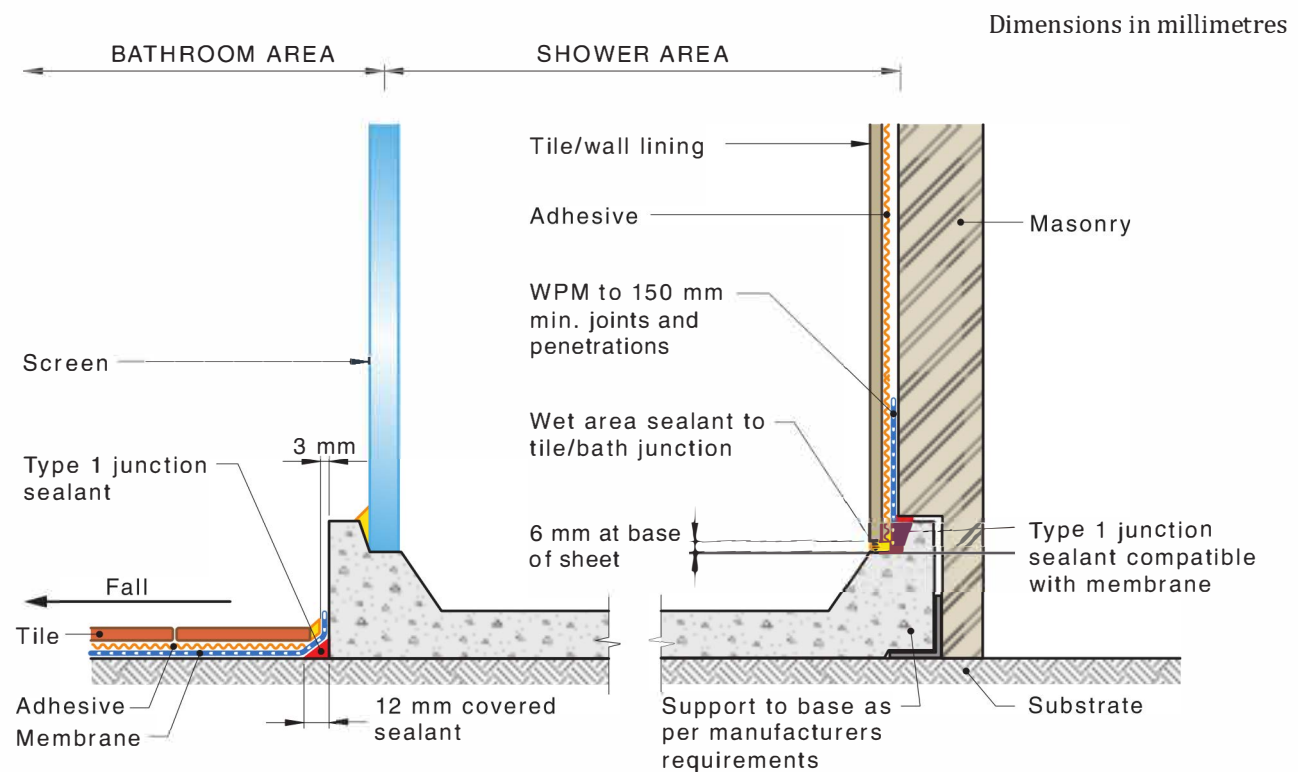 Dimensions in millimetres
BATHROOM AREA
SHOWER AREA
Tile/wall lining
Adhesive
Masonry
WPM to 150 mm
min. joints and
penetrations
Screen
Wet area sealant to
tile/bath junction
3 mm
Type 1 junction
sealant
6 mm at base
of sheet
Type 1 junction
sealant compatible
with membrane
Fall
Tile
Adhesive
Membrane
12 mm covered
sealant
Support to base as
per manufacturers
requirements
Substrate